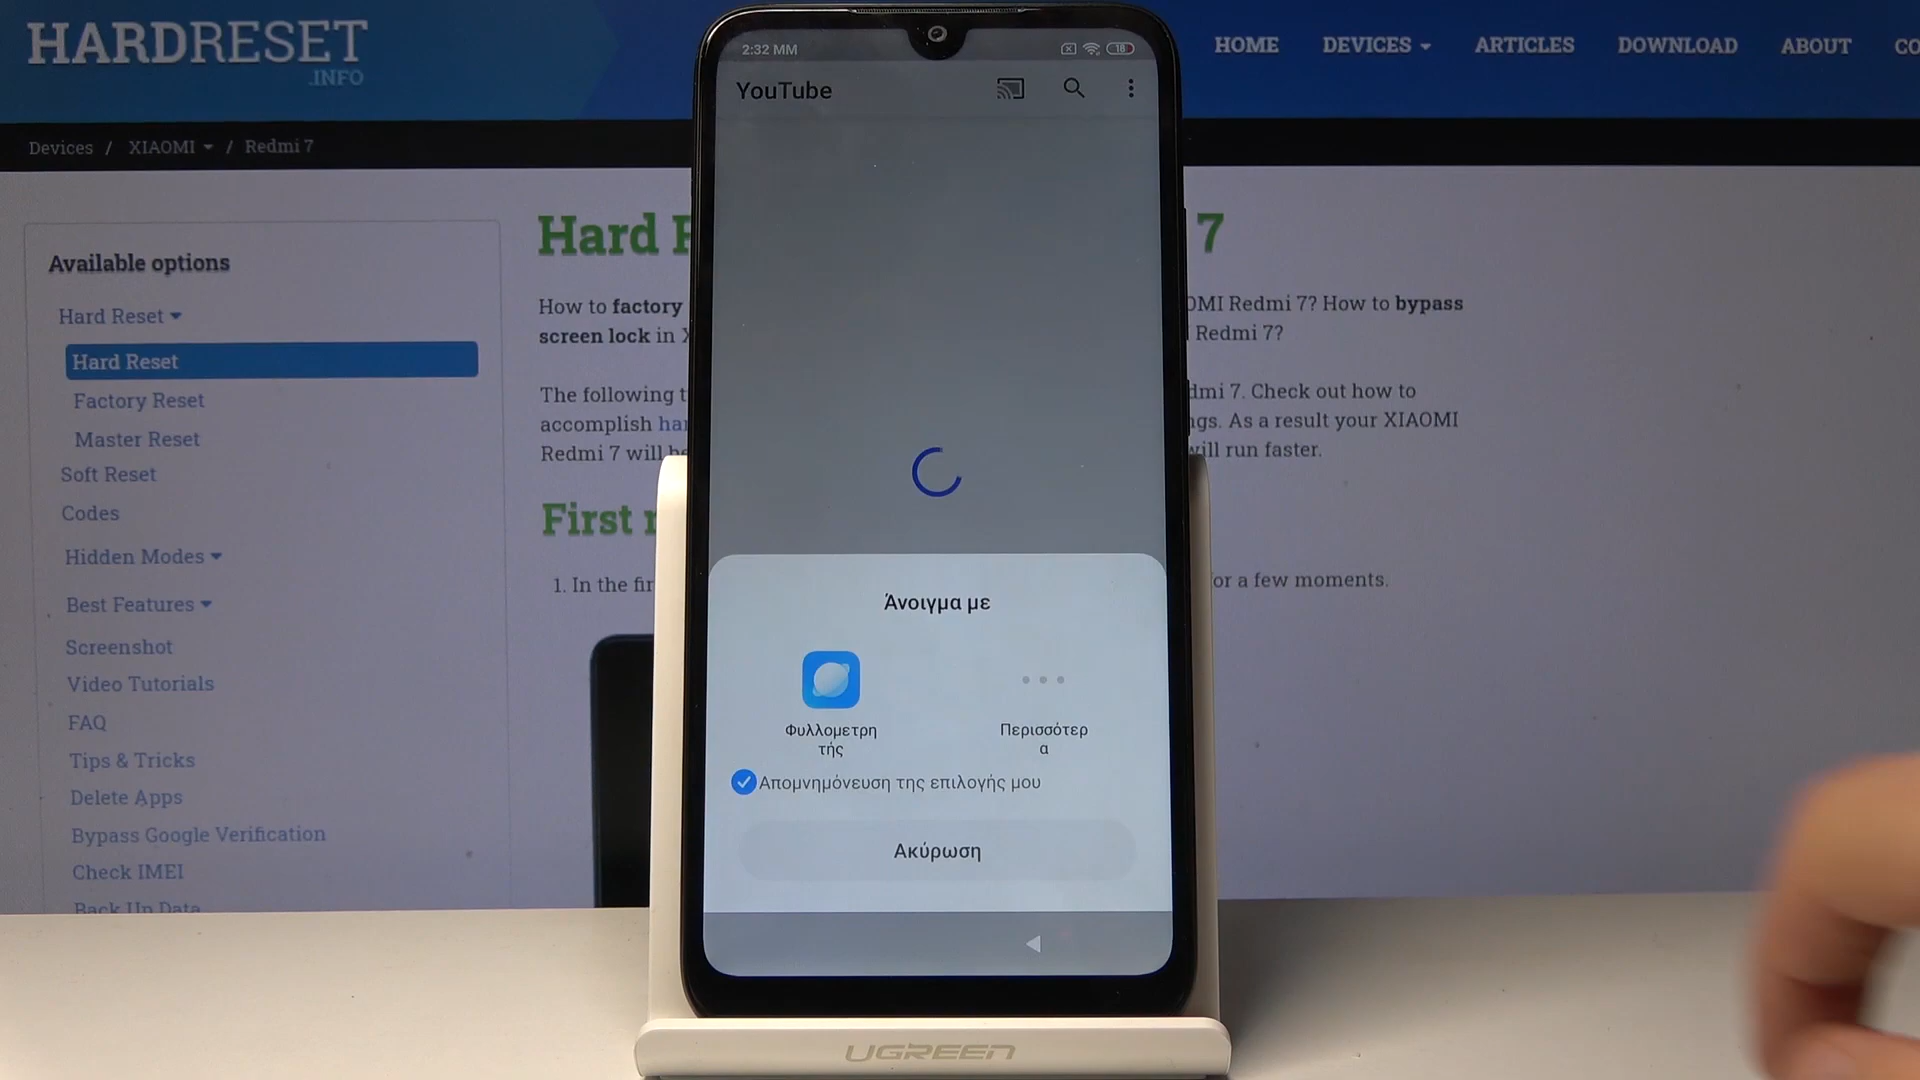 HARDRESET
.INFO
HOME DEVICES ARTICLES DOWNLOAD ABOUT CO
Devices / XIAOMI / Redmi 7
Available options
Hard Reset
Hard Reset
Factory Reset
Master Reset
Soft Reset
Codes
Hidden Modes
Best Features
Screenshot
Video Tutorials
FAQ
Tips & Tricks
Delete Apps
Bypass Google Verification
Check IMEI
Back Up Data
Hard 7
How to factory OMI Redmi 7? How to bypass
screen lock in Redmi 7?
The following dmi 7. Check out how to
accomplish ngs. As a result your XIAOMI
Redmi 7 will will run faster.
First
1. In the or a few moments.
2:32 ΜΜ 18
YouTube
Άνοιγμα με
Φυλλομετρη
τής
Περισσότερ
α
Απομνημόνευση της επιλογής μου
Ακύρωση
UGREEN